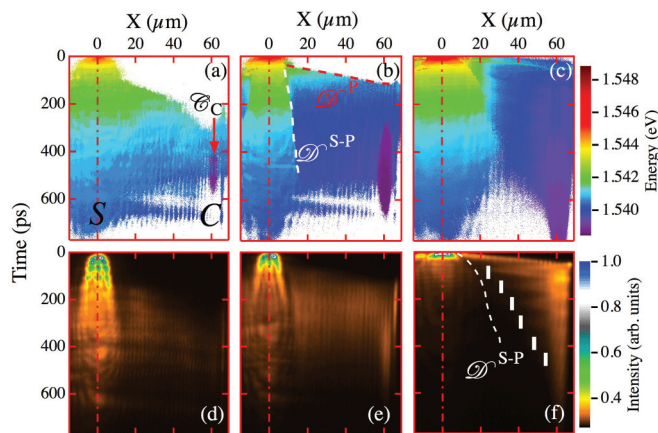 X (μm) X (μm) X (μm)
0 20 40 60 0 20 40 60 0 20 40 60
0
200
400
600
Time (ps)
(a) (b) (c)
𝒞C
𝒟P
𝒟S-P
S C
1.548
1.546
1.544
1.542
1.540
Energy (eV)
0
200
400
600
(d) (e) (f)
𝒟S-P
1.0
0.8
0.6
0.4
Intensity (arb. units)